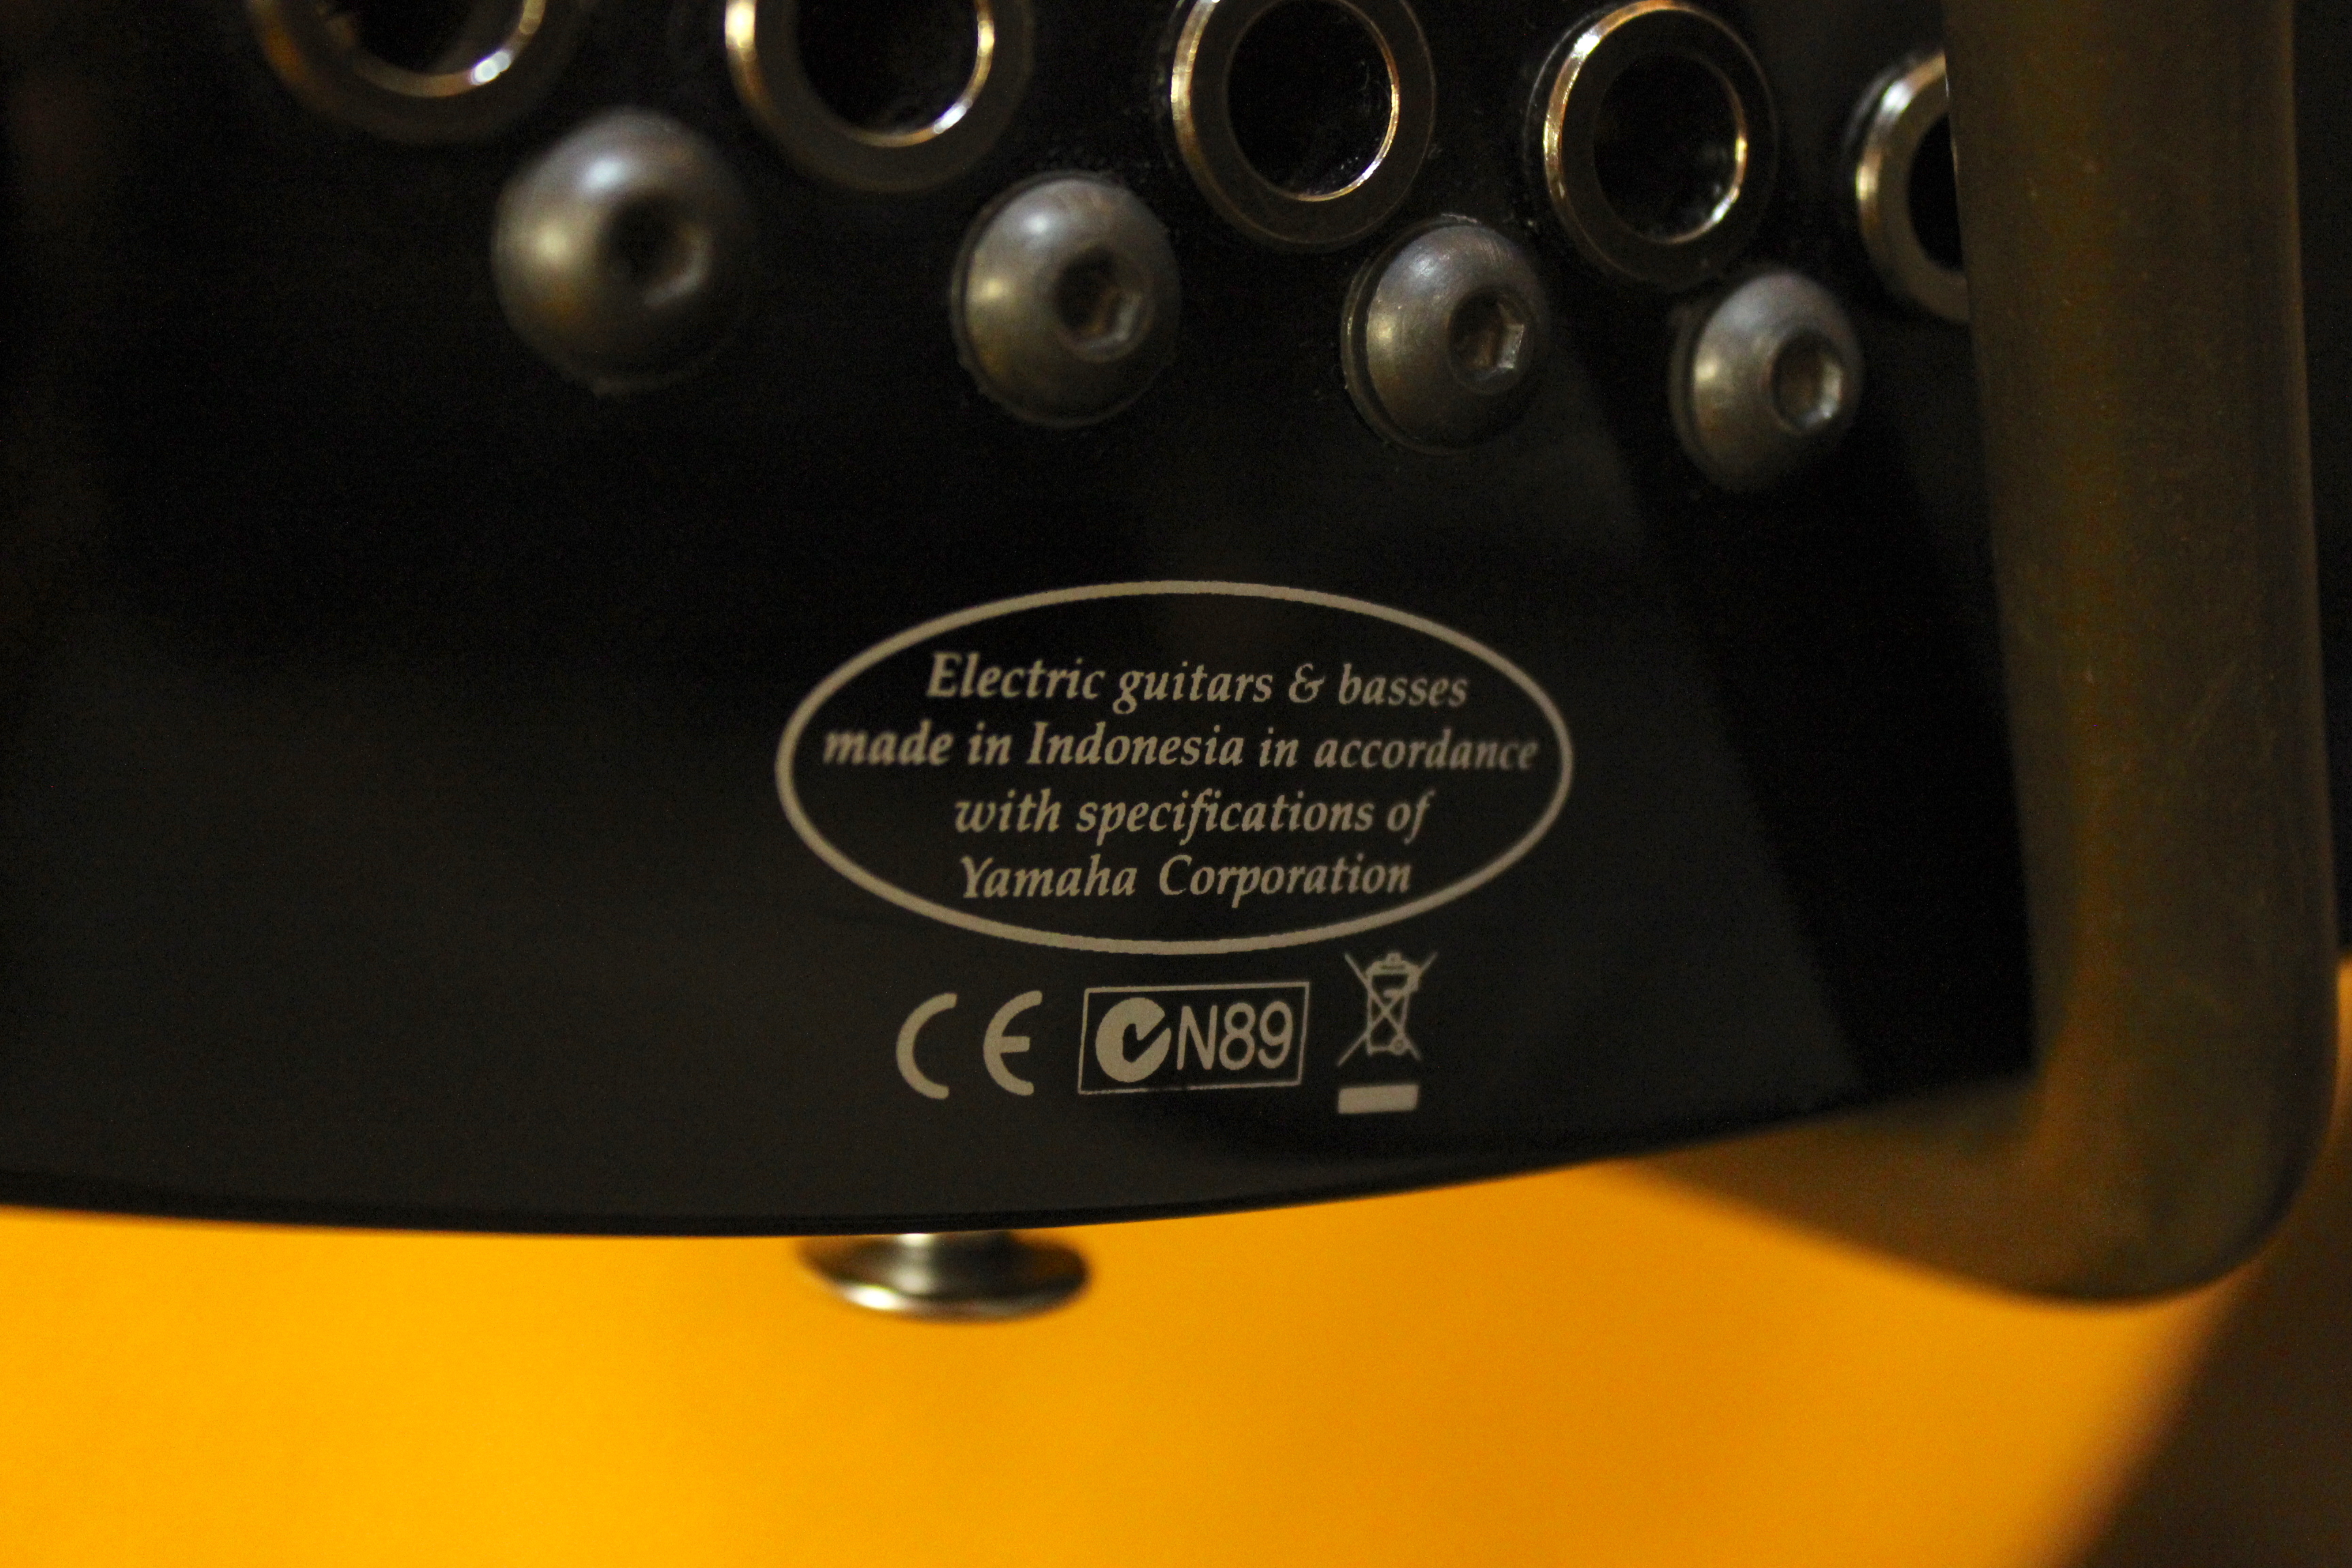 Electric guitars & basses
made in Indonesia in accordance
with specifications of
Yamaha Corporation
CE N89